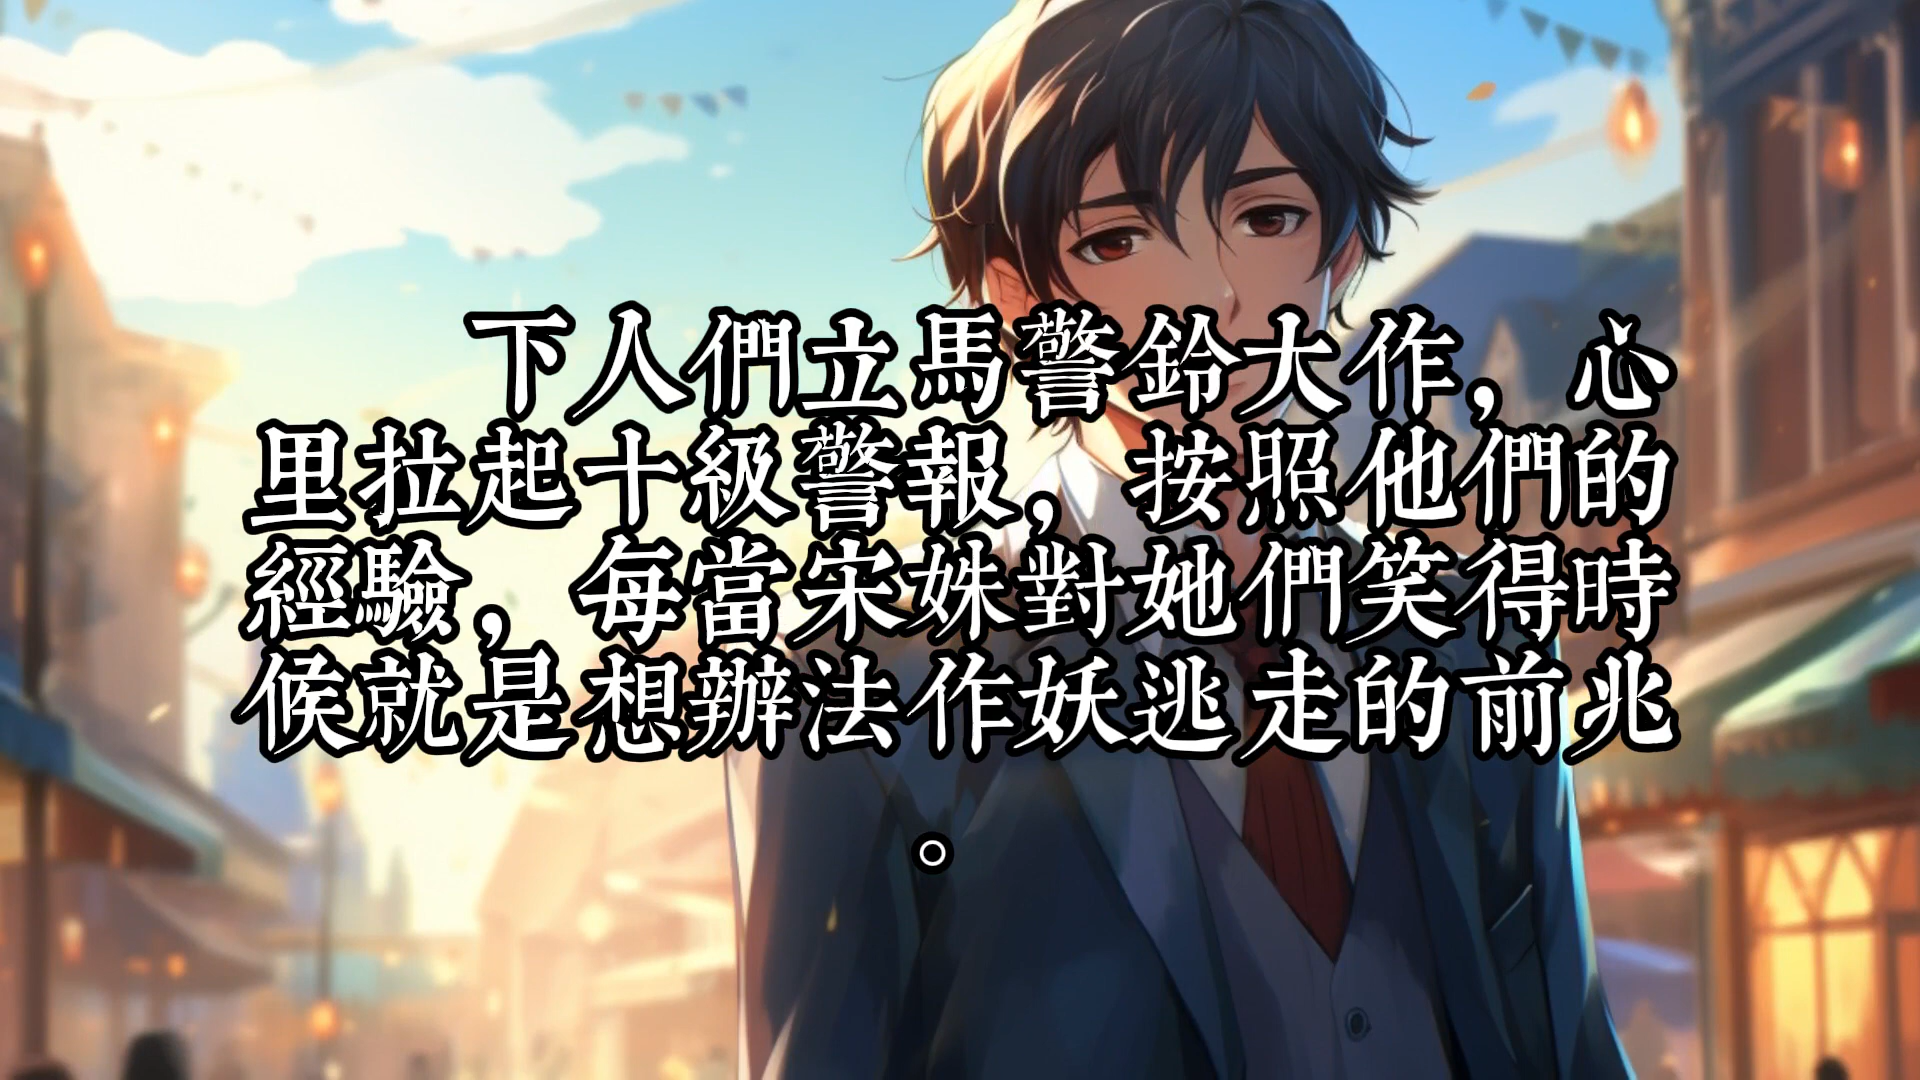 下人們立馬警鈴大作，心
里拉起十級警報，按照他們的
經驗，每當宋姝對她們笑得時
候就是想辦法作妖逃走的前兆
。